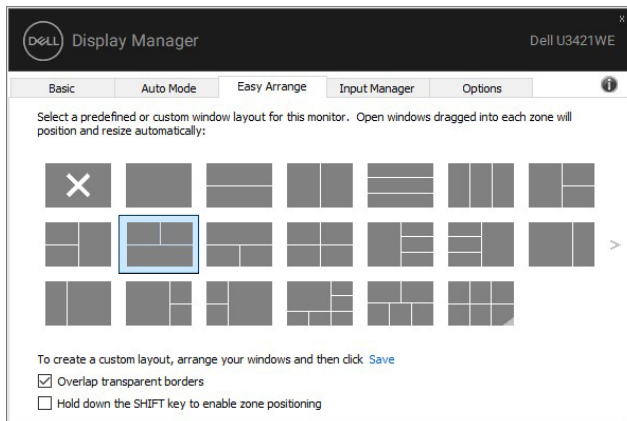 x
DELL Display Manager
Dell U3421WE
Basic Auto Mode Easy Arrange Input Manager Options
Select a predefined or custom window layout for this monitor. Open windows dragged into each zone will
position and resize automatically:
To create a custom layout, arrange your windows and then click Save
Overlap transparent borders
Hold down the SHIFT key to enable zone positioning